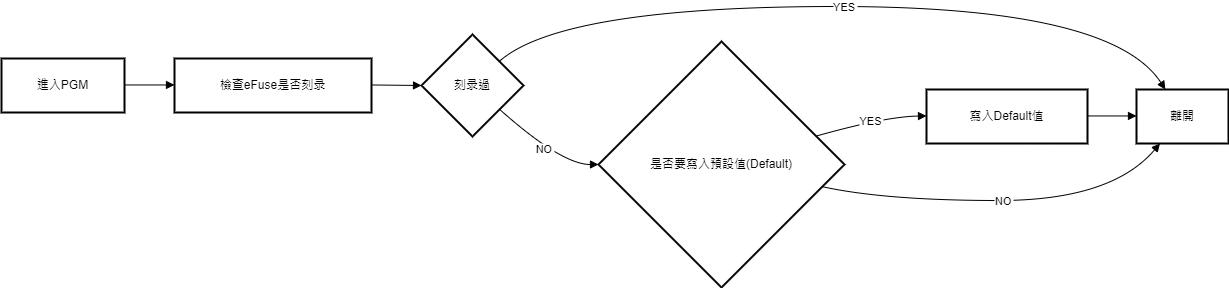 進入PGM
檢查eFuse是否刻录
刻录過
YES
NO
是否要寫入預設值(Default)
YES
NO
寫入Default值
離開